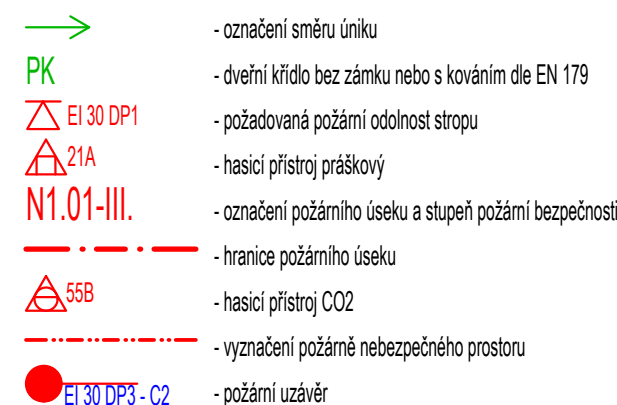 - označení směru úniku
PK - dveřní křídlo bez zámku nebo s kováním dle EN 179
EI 30 DP1 - požadovaná požární odolnost stropu
21A - hasicí přístroj práškový
N1.01-III. - označení požárního úseku a stupeň požární bezpečnosti
- hranice požárního úseku
55B - hasicí přístroj CO2
- vyznačení požárně nebezpečného prostoru
EI 30 DP3 - C2 - požární uzávěr